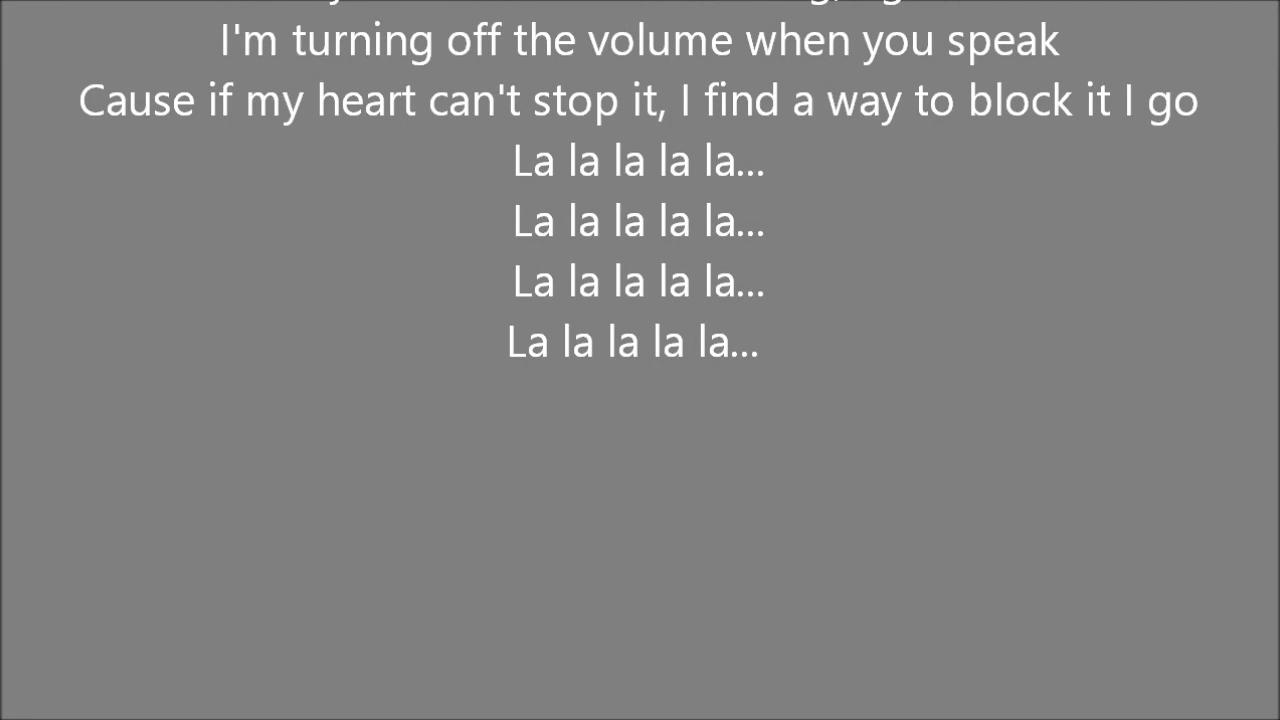 I'm turning off the volume when you speak
Cause if my heart can't stop it, I find a way to block it I go
La la la la la...
La la la la la...
La la la la la...
La la la la la...